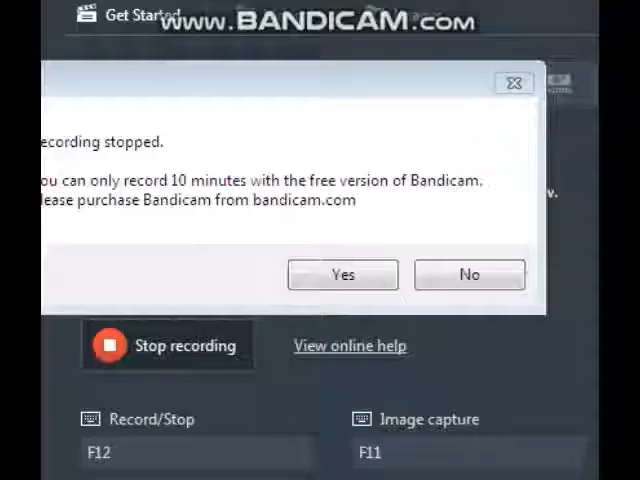 Get Started
www.BANDICAM.com
ecording stopped.
ou can only record 10 minutes with the free version of Bandicam.
lease purchase Bandicam from bandicam.com
v.
Yes
No
Stop recording
View online help
Record/Stop
Image capture
F12
F11